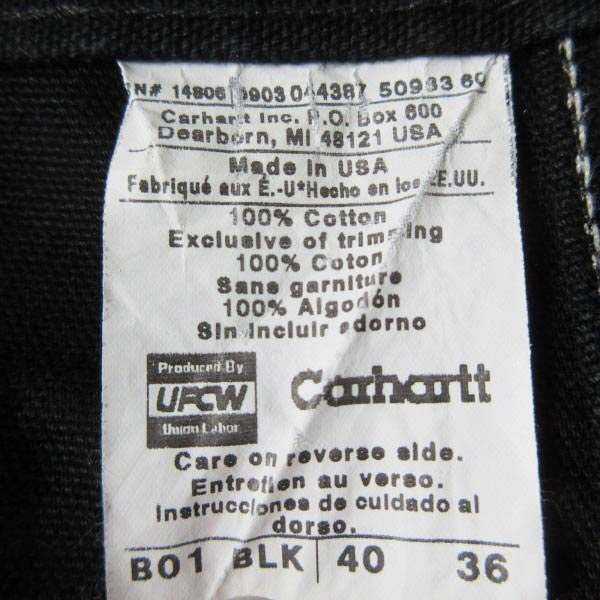 RN# 14806 0903 044387 50933 60
Carhartt Inc. P.O. Box 600
Dearborn, MI 48121 USA
Made in USA
Fabriqué aux É.-U*Hecho en los EE.UU.
100% Cotton
Exclusive of trimming
100% Coton
Sans garniture
100% Algodón
Sin incluir adorno
Produced By
UFCW
Union Labor
Carhartt
Care on reverse side.
Entretien au verso.
Instrucciones de cuidado al
dorso.
B01 BLK 40 36